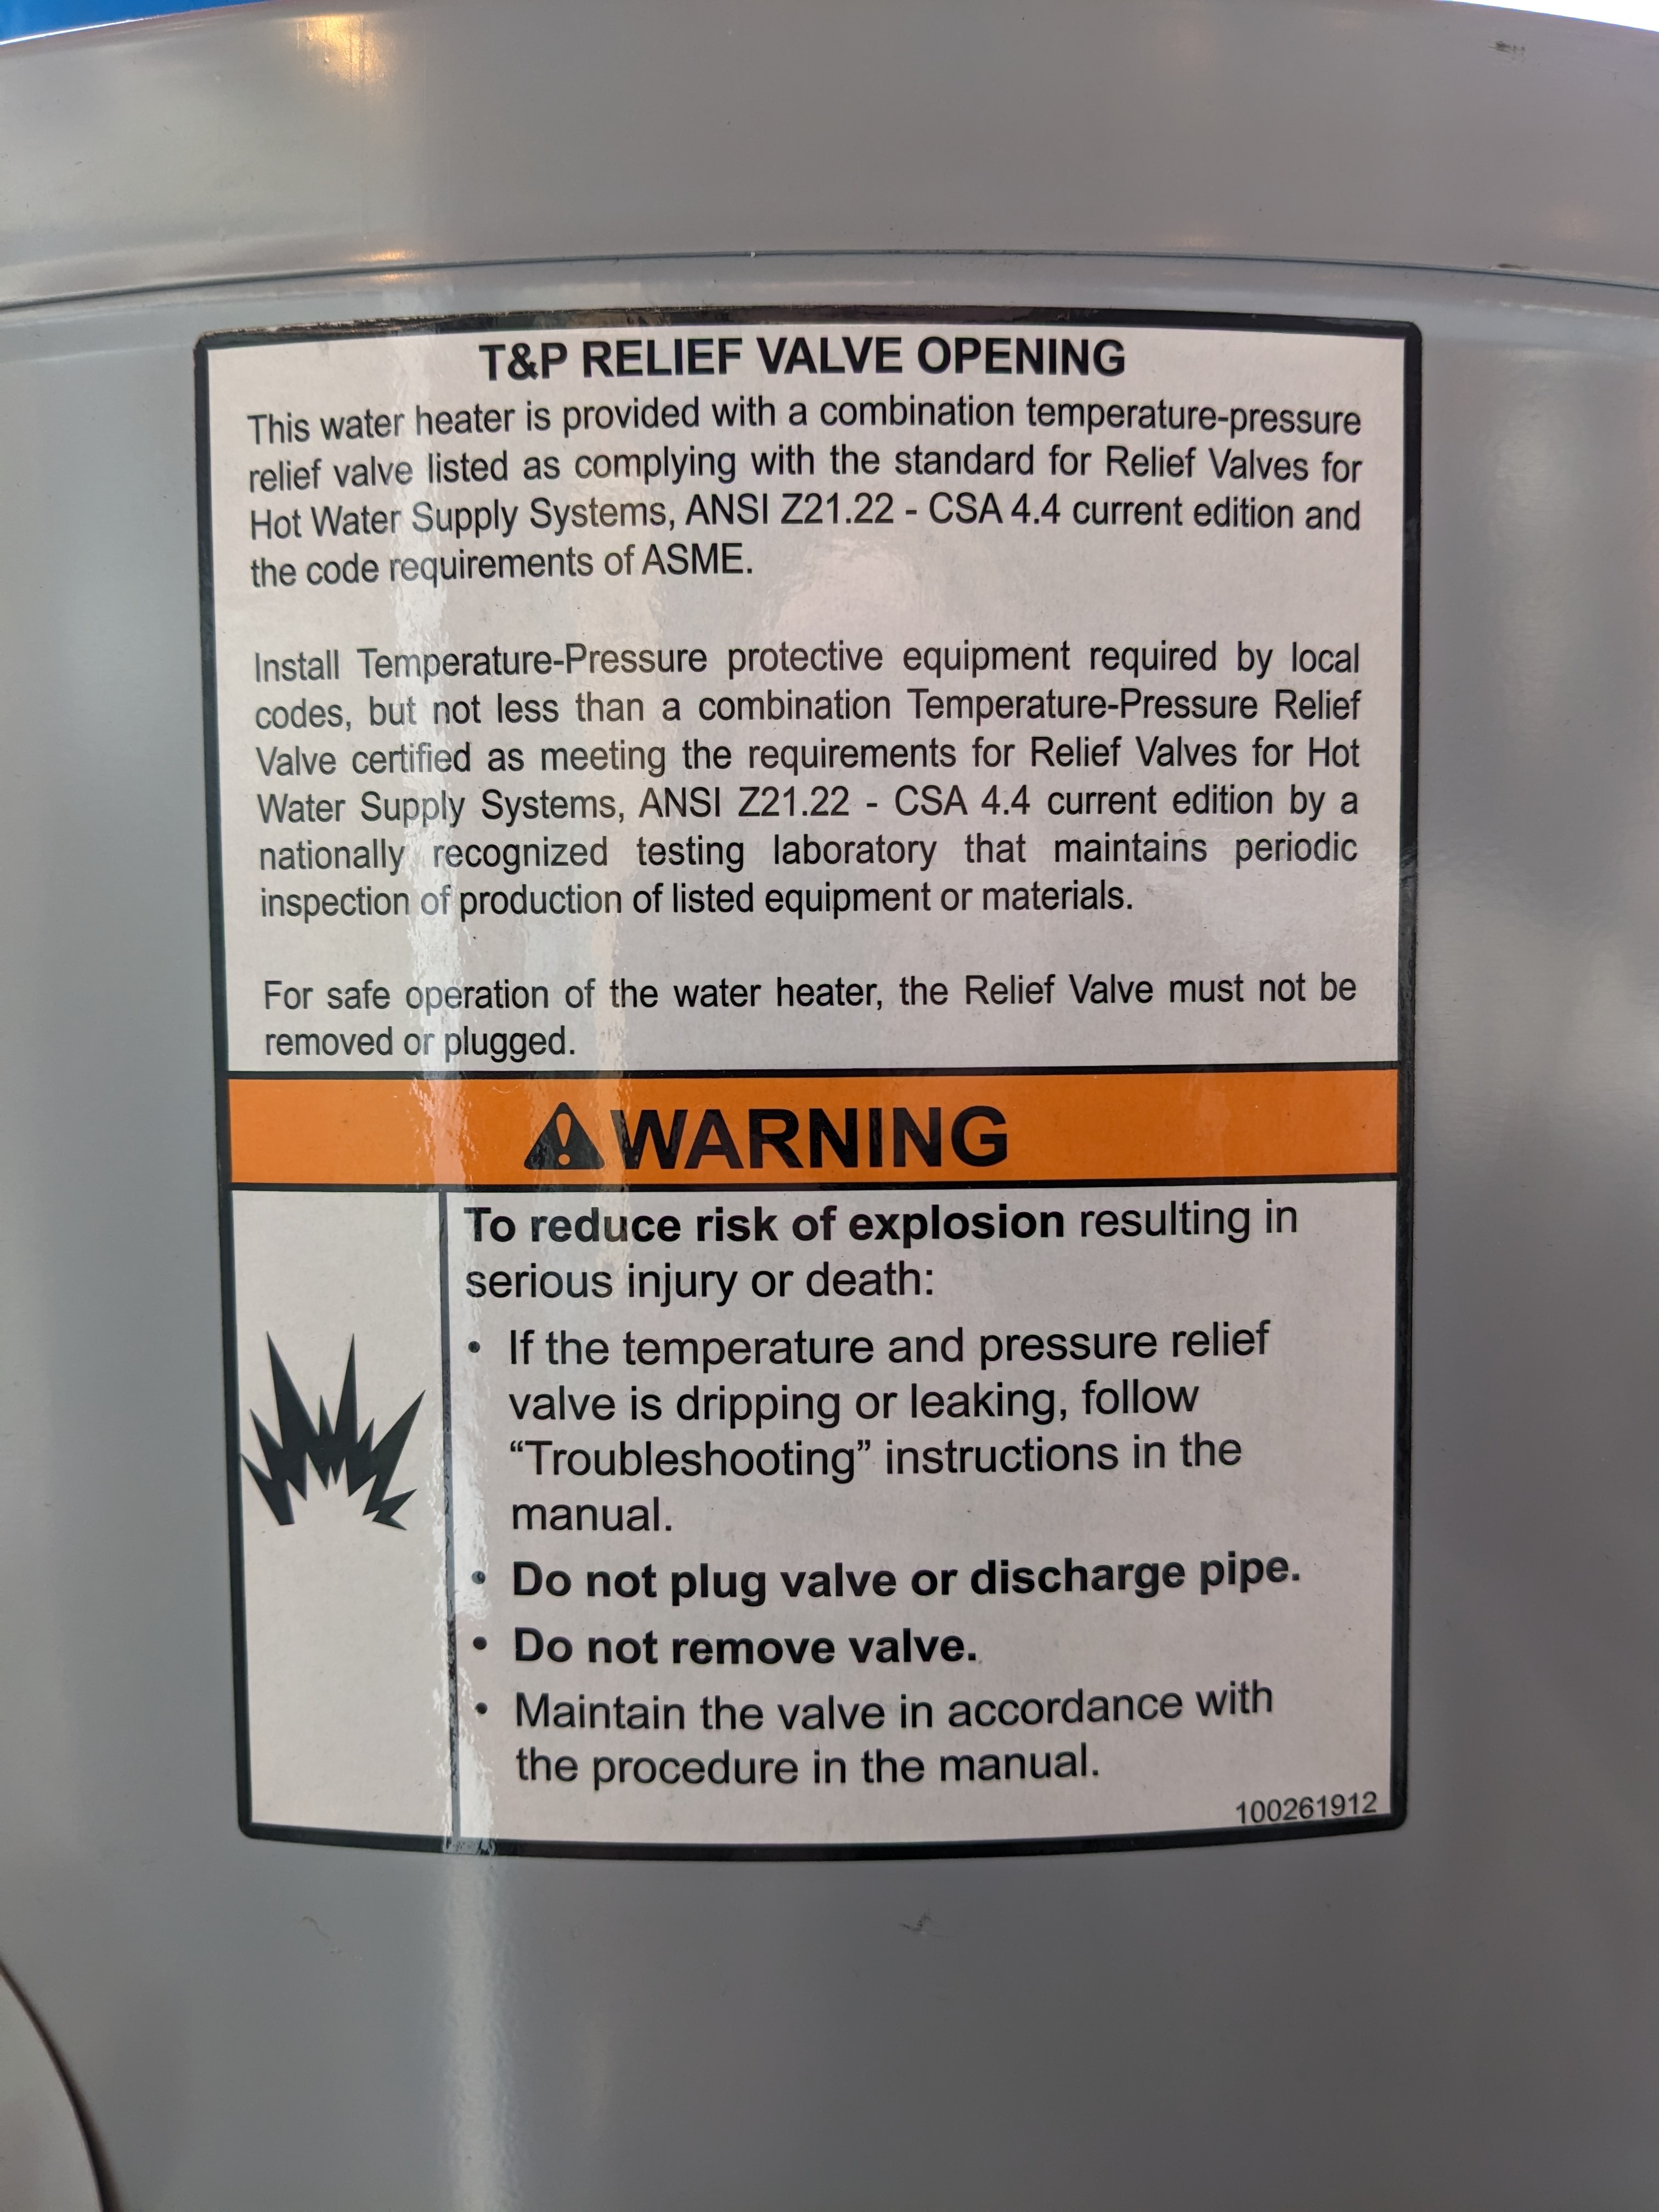 T&P RELIEF VALVE OPENING
This water heater is provided with a combination temperature-pressure
relief valve listed as complying with the standard for Relief Valves for
Hot Water Supply Systems, ANSI Z21.22 - CSA 4.4 current edition and
the code requirements of ASME.
Install Temperature-Pressure protective equipment required by local
codes, but not less than a combination Temperature-Pressure Relief
Valve certified as meeting the requirements for Relief Valves for Hot
Water Supply Systems, ANSI Z21.22 - CSA 4.4 current edition by a
nationally recognized testing laboratory that maintains periodic
inspection of production of listed equipment or materials.
For safe operation of the water heater, the Relief Valve must not be
removed or plugged.
WARNING
To reduce risk of explosion resulting in
serious injury or death:
• If the temperature and pressure relief
valve is dripping or leaking, follow
“Troubleshooting” instructions in the
manual.
• Do not plug valve or discharge pipe.
• Do not remove valve.
• Maintain the valve in accordance with
the procedure in the manual.
100261912